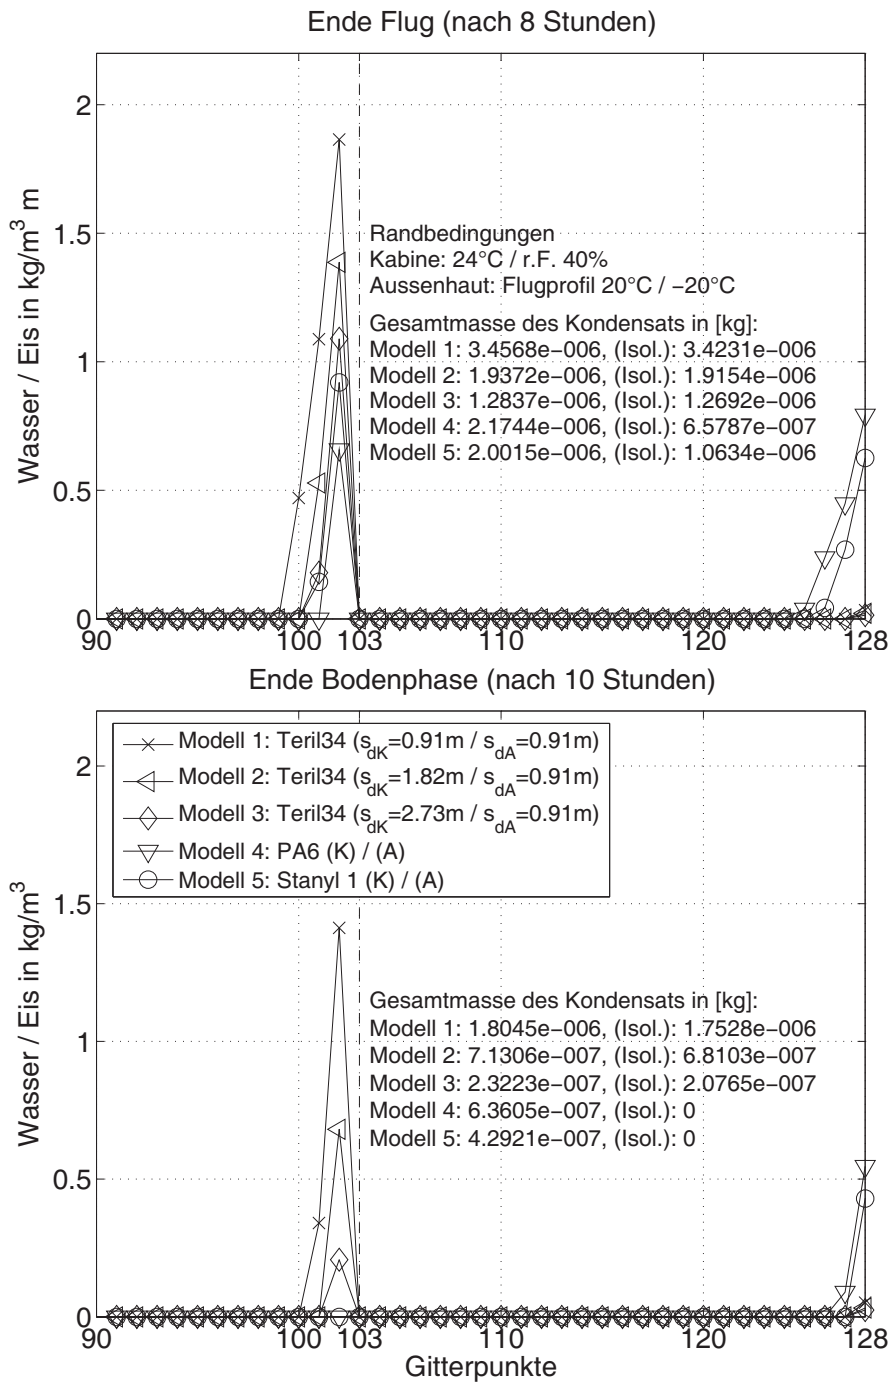 Ende Flug (nach 8 Stunden)
Wasser / Eis in kg/m³ m
2
1.5
1
0.5
0
Randbedingungen
Kabine: 24°C / r.F. 40%
Aussenhaut: Flugprofil 20°C / −20°C
Gesamtmasse des Kondensats in [kg]:
Modell 1: 3.4568e−006, (Isol.): 3.4231e−006
Modell 2: 1.9372e−006, (Isol.): 1.9154e−006
Modell 3: 1.2837e−006, (Isol.): 1.2692e−006
Modell 4: 2.1744e−006, (Isol.): 6.5787e−007
Modell 5: 2.0015e−006, (Isol.): 1.0634e−006
90 100 103 110 120 128
Ende Bodenphase (nach 10 Stunden)
Wasser / Eis in kg/m³
2
1.5
1
0.5
0
Modell 1: Teril34 (s_dK=0.91m / s_dA=0.91m)
Modell 2: Teril34 (s_dK=1.82m / s_dA=0.91m)
Modell 3: Teril34 (s_dK=2.73m / s_dA=0.91m)
Modell 4: PA6 (K) / (A)
Modell 5: Stanyl 1 (K) / (A)
Gesamtmasse des Kondensats in [kg]:
Modell 1: 1.8045e−006, (Isol.): 1.7528e−006
Modell 2: 7.1306e−007, (Isol.): 6.8103e−007
Modell 3: 2.3223e−007, (Isol.): 2.0765e−007
Modell 4: 6.3605e−007, (Isol.): 0
Modell 5: 4.2921e−007, (Isol.): 0
90 100 103 110 120 128
Gitterpunkte